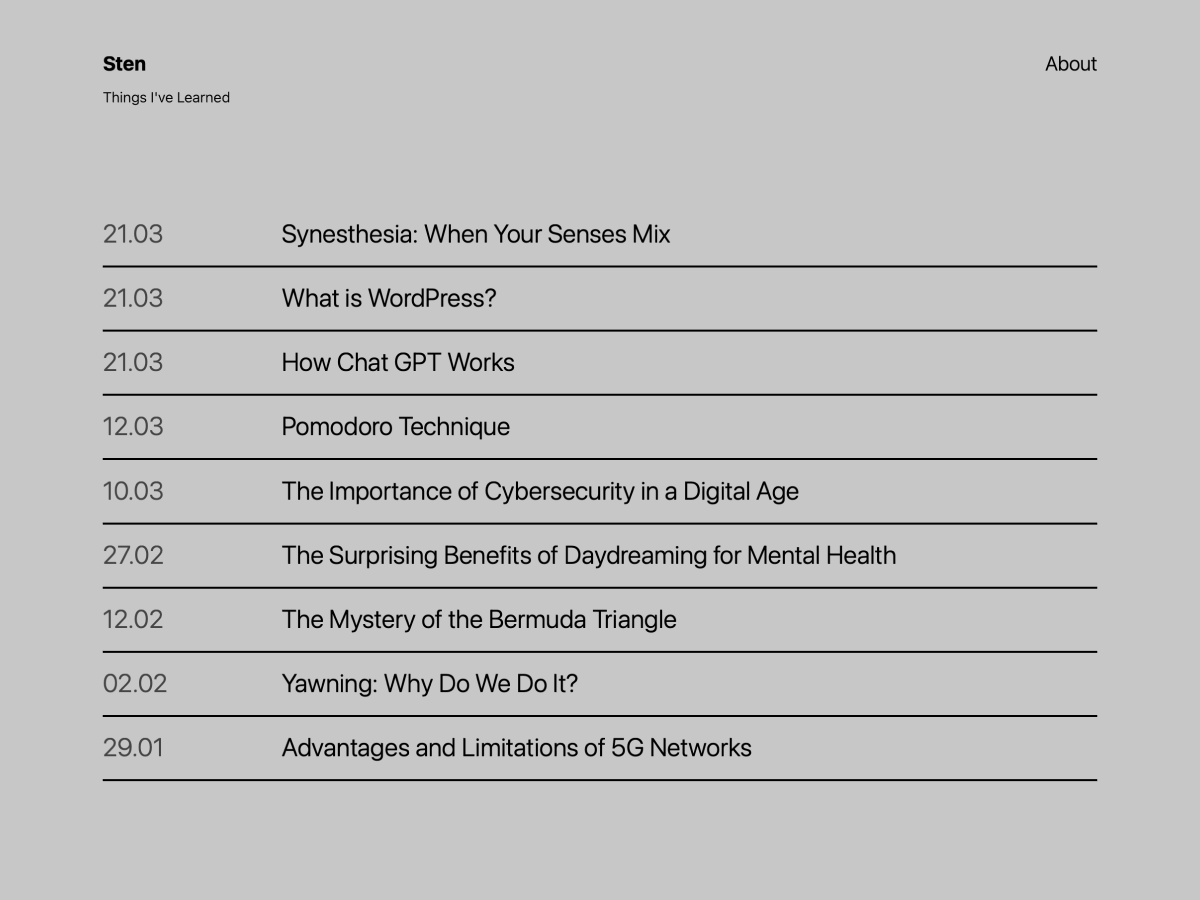 Sten
About
Things I've Learned
21.03 Synesthesia: When Your Senses Mix
21.03 What is WordPress?
21.03 How Chat GPT Works
12.03 Pomodoro Technique
10.03 The Importance of Cybersecurity in a Digital Age
27.02 The Surprising Benefits of Daydreaming for Mental Health
12.02 The Mystery of the Bermuda Triangle
02.02 Yawning: Why Do We Do It?
29.01 Advantages and Limitations of 5G Networks